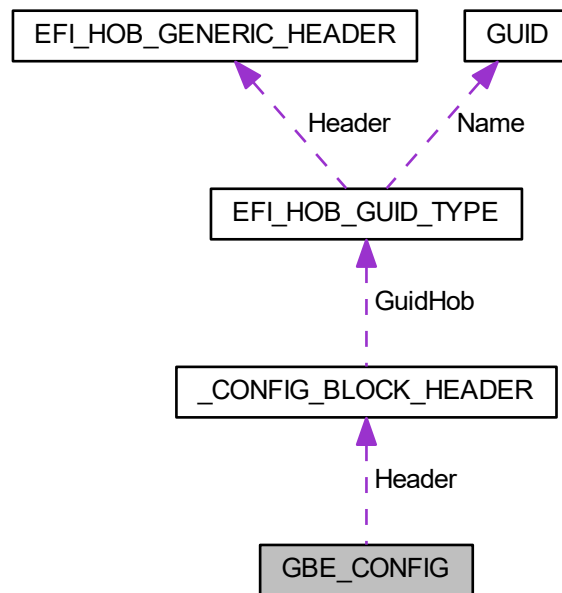 EFI_HOB_GENERIC_HEADER
GUID
Header
Name
EFI_HOB_GUID_TYPE
GuidHob
_CONFIG_BLOCK_HEADER
Header
GBE_CONFIG